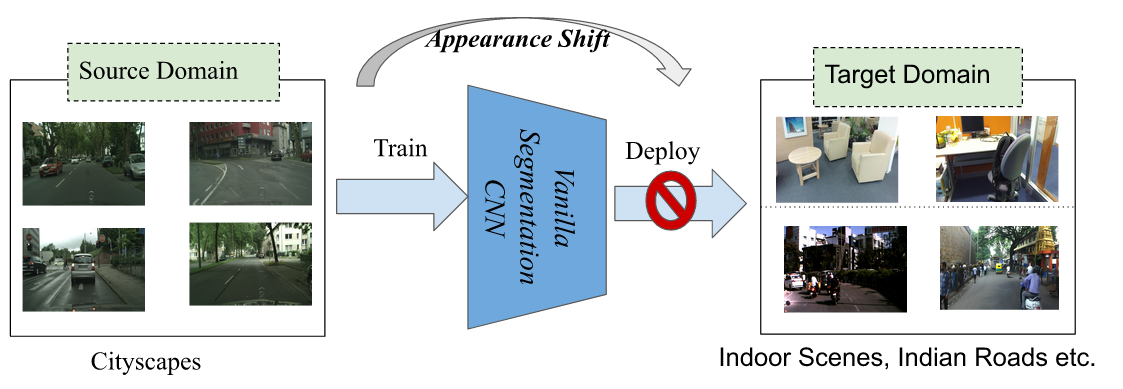 Appearance Shift
Source Domain
Target Domain
Train
Vanilla
Segmentation
CNN
Deploy
Cityscapes
Indoor Scenes, Indian Roads etc.